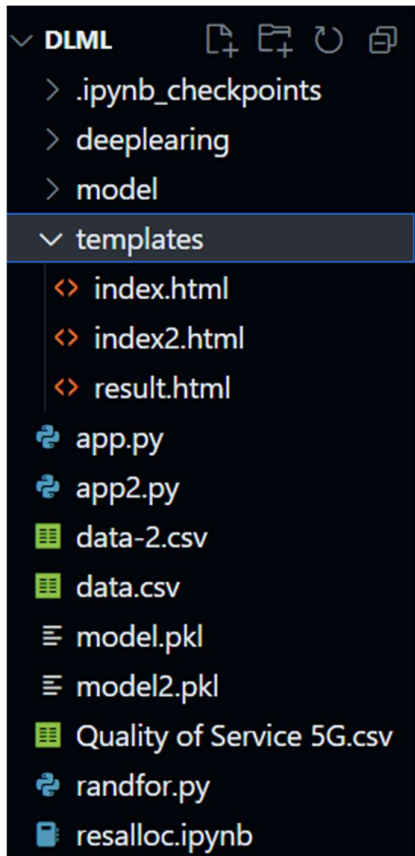 DLML
.ipynb_checkpoints
deeplearing
model
templates
index.html
index2.html
result.html
app.py
app2.py
data-2.csv
data.csv
model.pkl
model2.pkl
Quality of Service 5G.csv
randfor.py
resalloc.ipynb